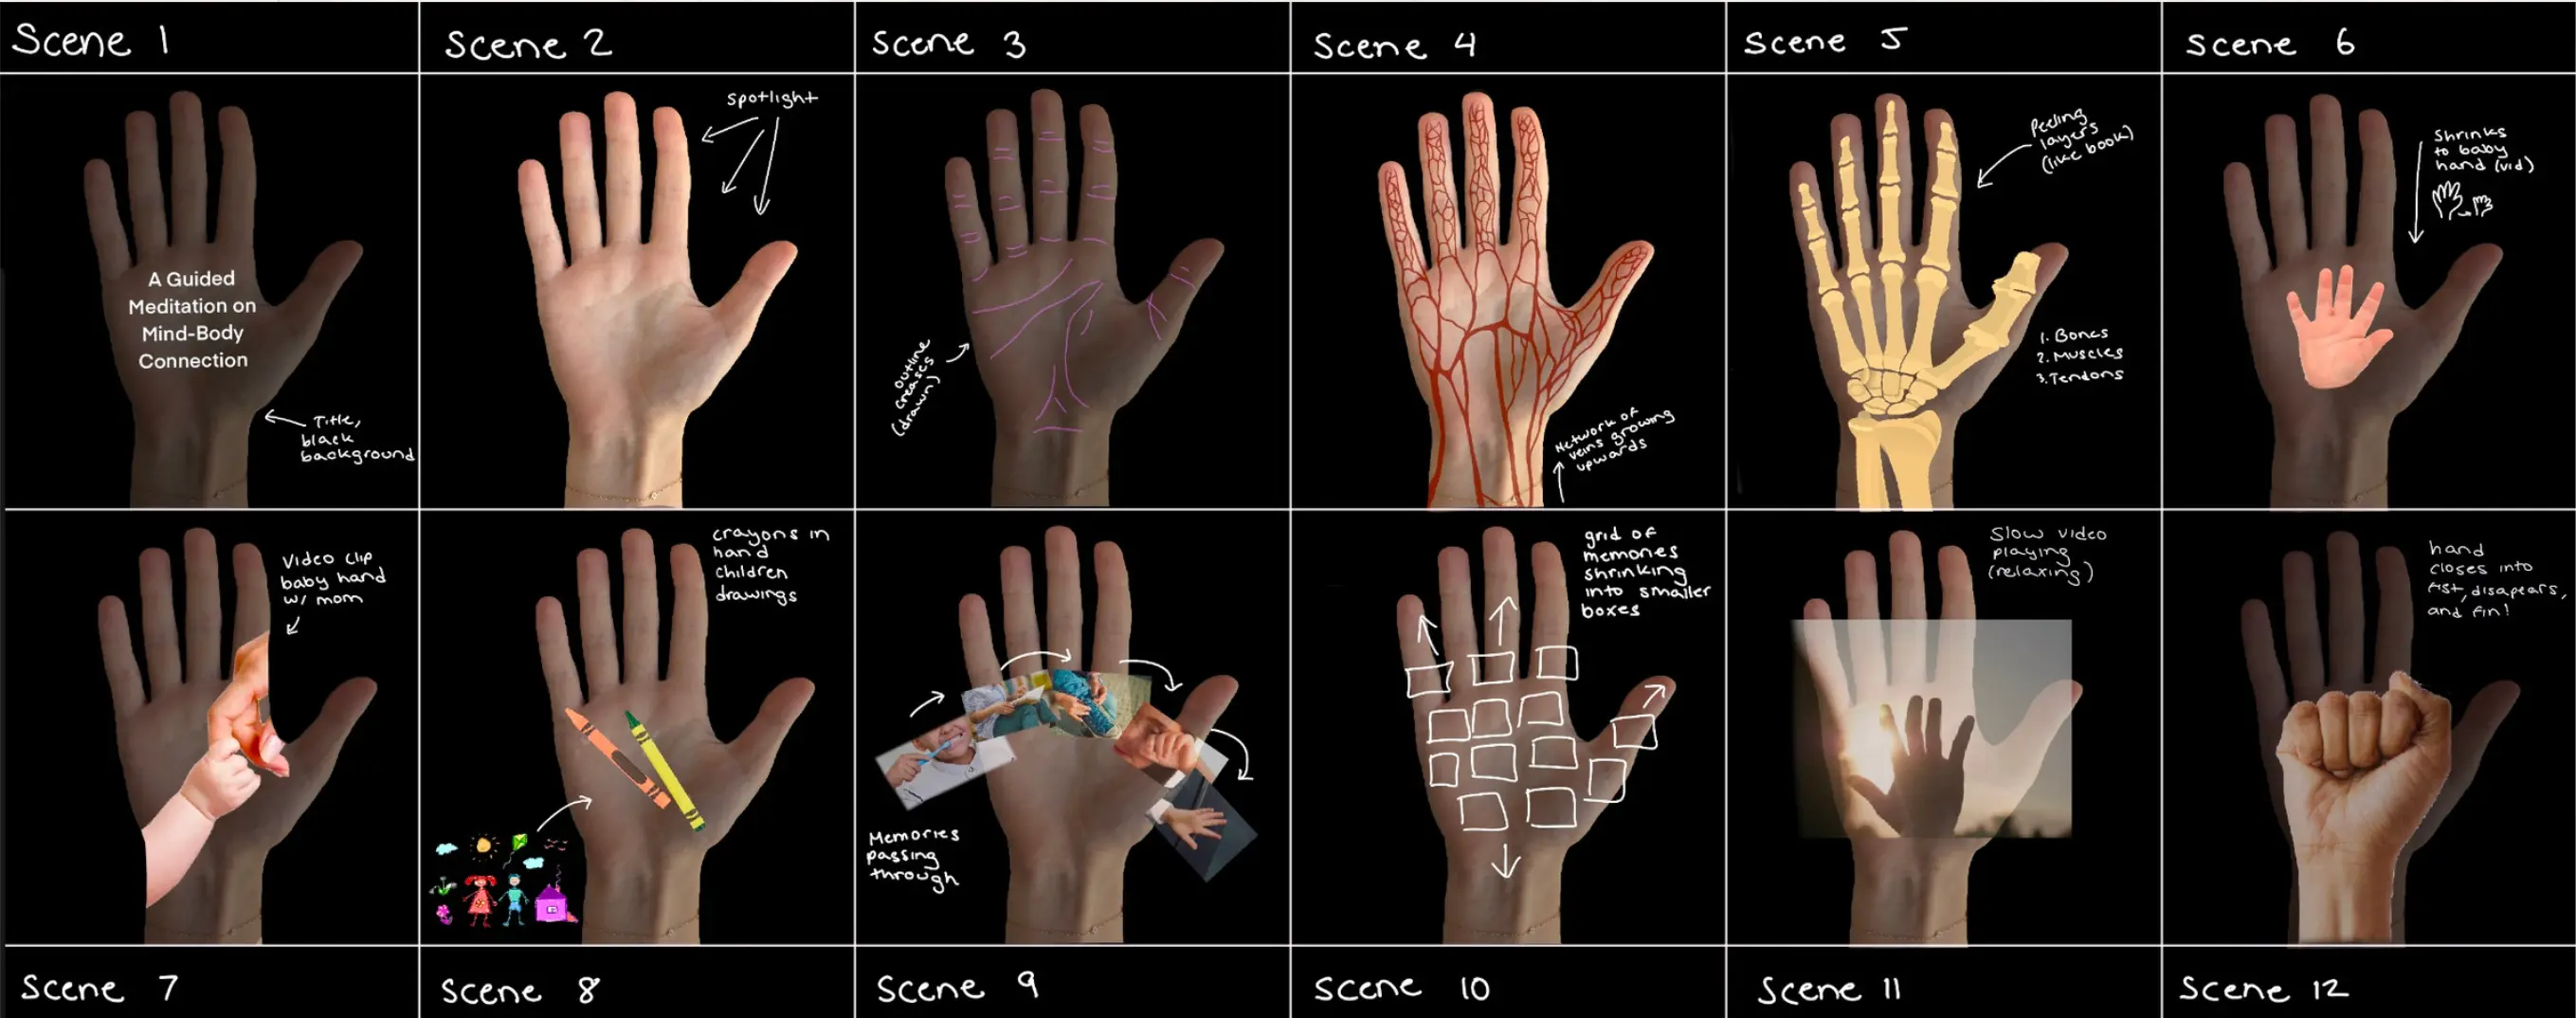 Scene 1
Scene 2
Scene 3
Scene 4
Scene 5
Scene 6
A Guided
Meditation on
Mind-Body
Connection
Title,
black
background
spotlight
outline
creases
(drawn)
Network of
veins growing
upwards
Peeling
layers
(like book)
1. Bones
2. Muscles
3. Tendons
Shrinks
to baby
hand (vid)
Video clip
baby hand
w/ mom
crayons in
hand
children
drawings
Memories
passing
through
grid of
memories
shrinking
into smaller
boxes
Slow video
playing
(relaxing)
hand
closes into
fist, disapears,
and fin!
Scene 7
Scene 8
Scene 9
Scene 10
Scene 11
Scene 12